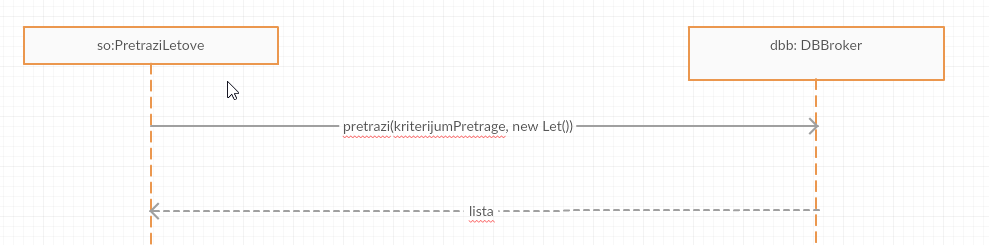 so:PretraziLetove
dbb: DBBroker
pretrazi(kriterijumPretrage, new Let())
lista